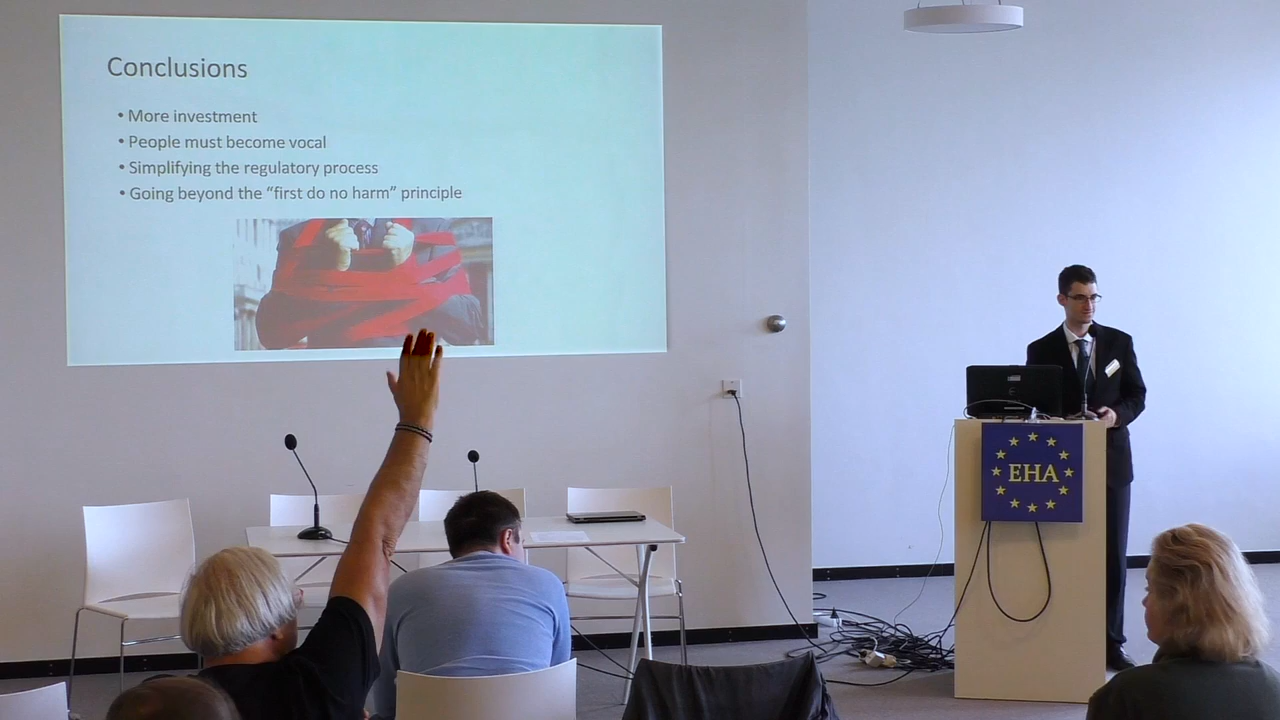 Conclusions
• More investment
• People must become vocal
• Simplifying the regulatory process
• Going beyond the “first do no harm” principle
EHA